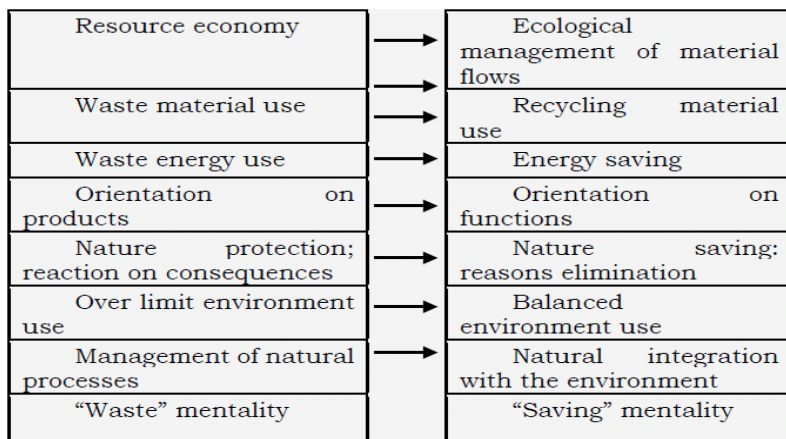 Resource economy
Ecological
management of material
flows
Waste material use
Recycling material
use
Waste energy use
Energy saving
Orientation on
products
Orientation on
functions
Nature protection;
reaction on consequences
Nature saving:
reasons elimination
Over limit environment
use
Balanced
environment use
Management of natural
processes
Natural integration
with the environment
“Waste” mentality
“Saving” mentality